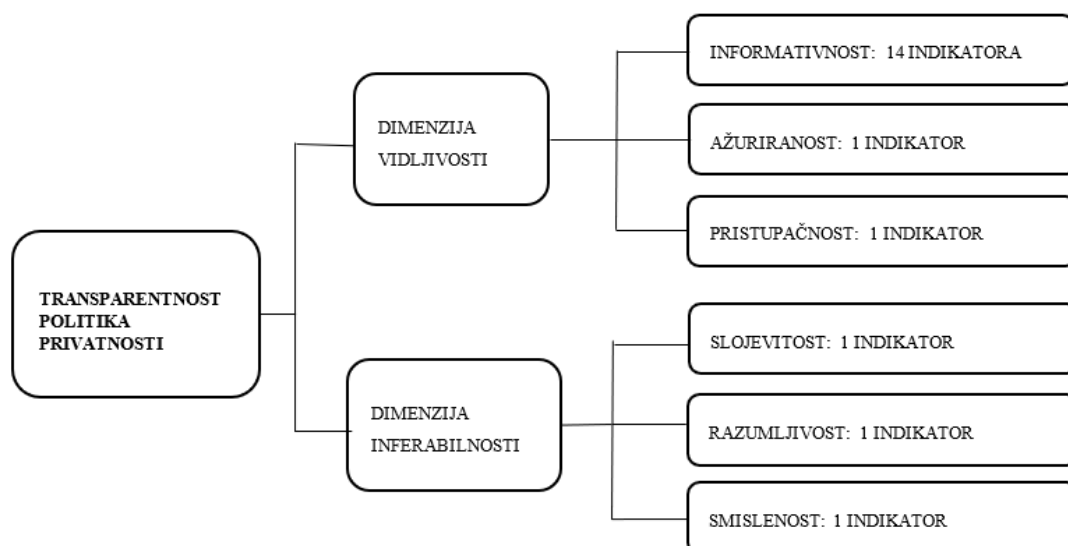 TRANSPARENTNOST
POLITIKA
PRIVATNOSTI
DIMENZIJA
VIDLJIVOSTI
INFORMATIVNOST: 14 INDIKATORA
AŽURIRANOST: 1 INDIKATOR
PRISTUPAČNOST: 1 INDIKATOR
DIMENZIJA
INFERABILNOSTI
SLOJEVITOST: 1 INDIKATOR
RAZUMLJIVOST: 1 INDIKATOR
SMISLENOST: 1 INDIKATOR